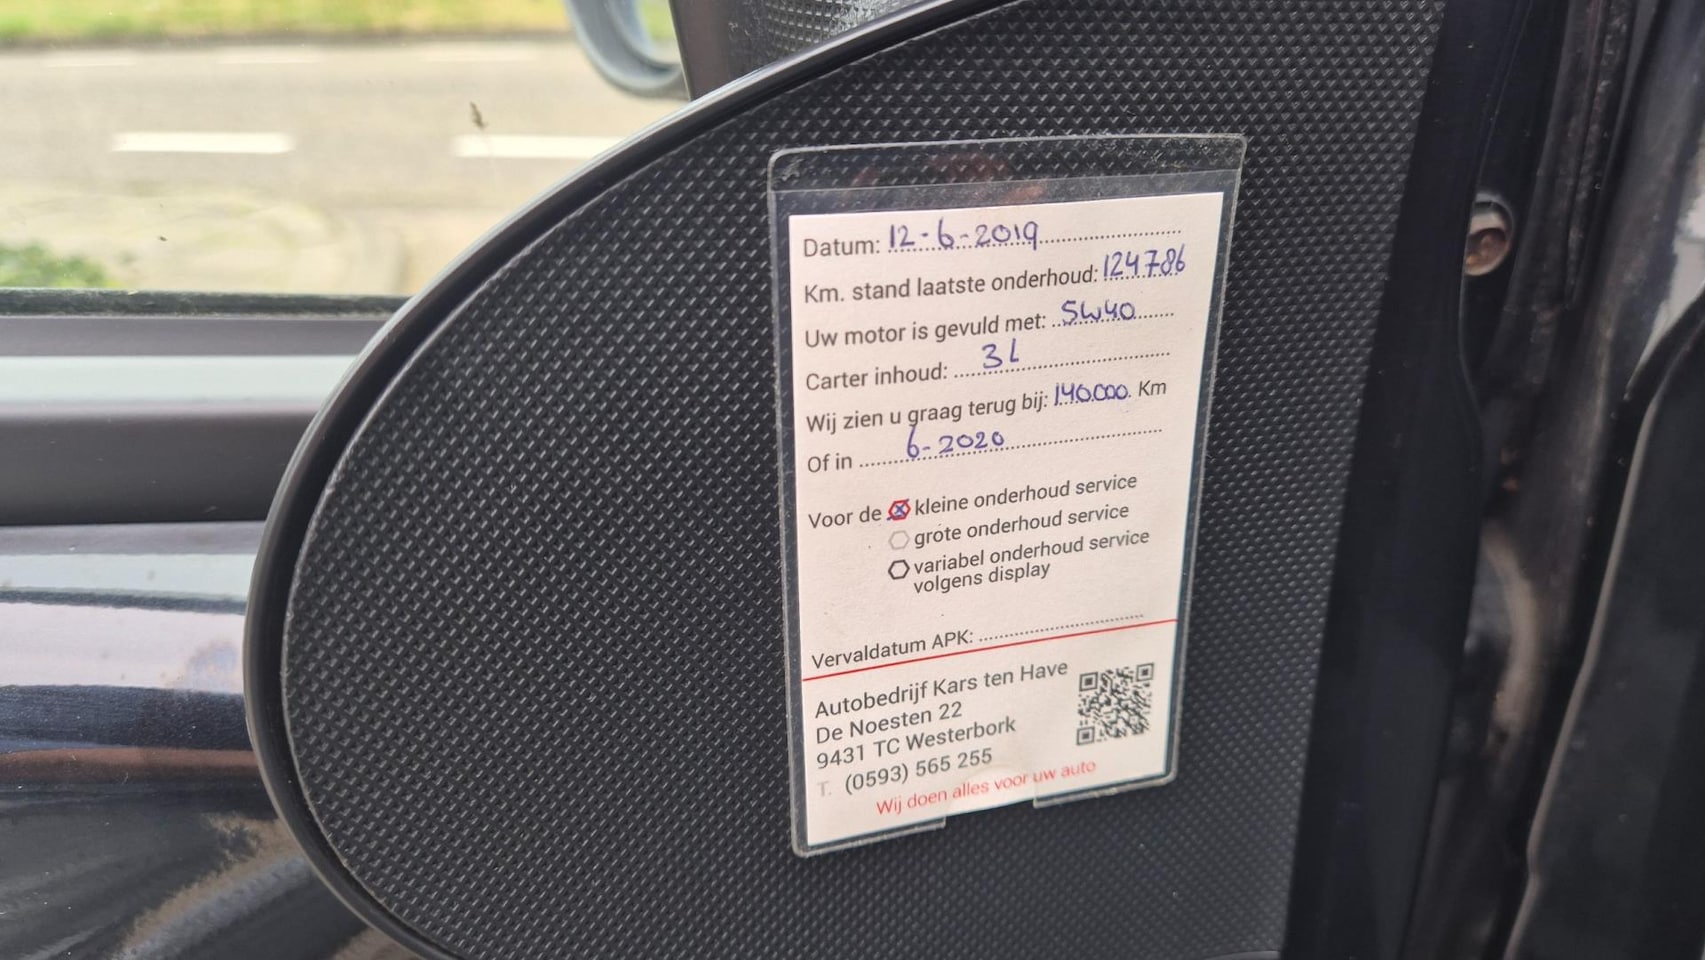 Datum: 12-6-2019
Km. stand laatste onderhoud: 124786
Uw motor is gevuld met: 5W40
Carter inhoud: 3L
Wij zien u graag terug bij: 140.000. Km
Of in 6-2020
Voor de kleine onderhoud service
grote onderhoud service
variabel onderhoud service
volgens display
Vervaldatum APK:
Autobedrijf Kars ten Have
De Noesten 22
9431 TC Westerbork
T. (0593) 565 255
Wij doen alles voor uw auto